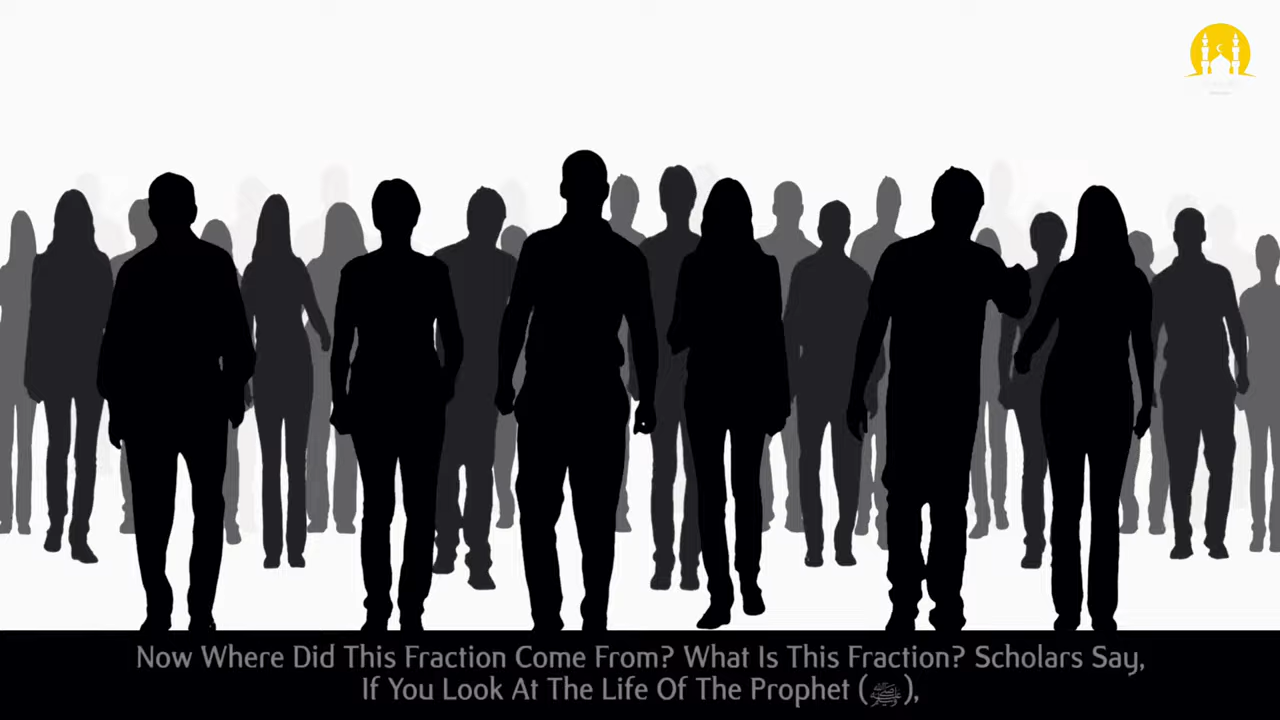 Now Where Did This Fraction Come From? What Is This Fraction? Scholars Say,
If You Look At The Life Of The Prophet (ﷺ),